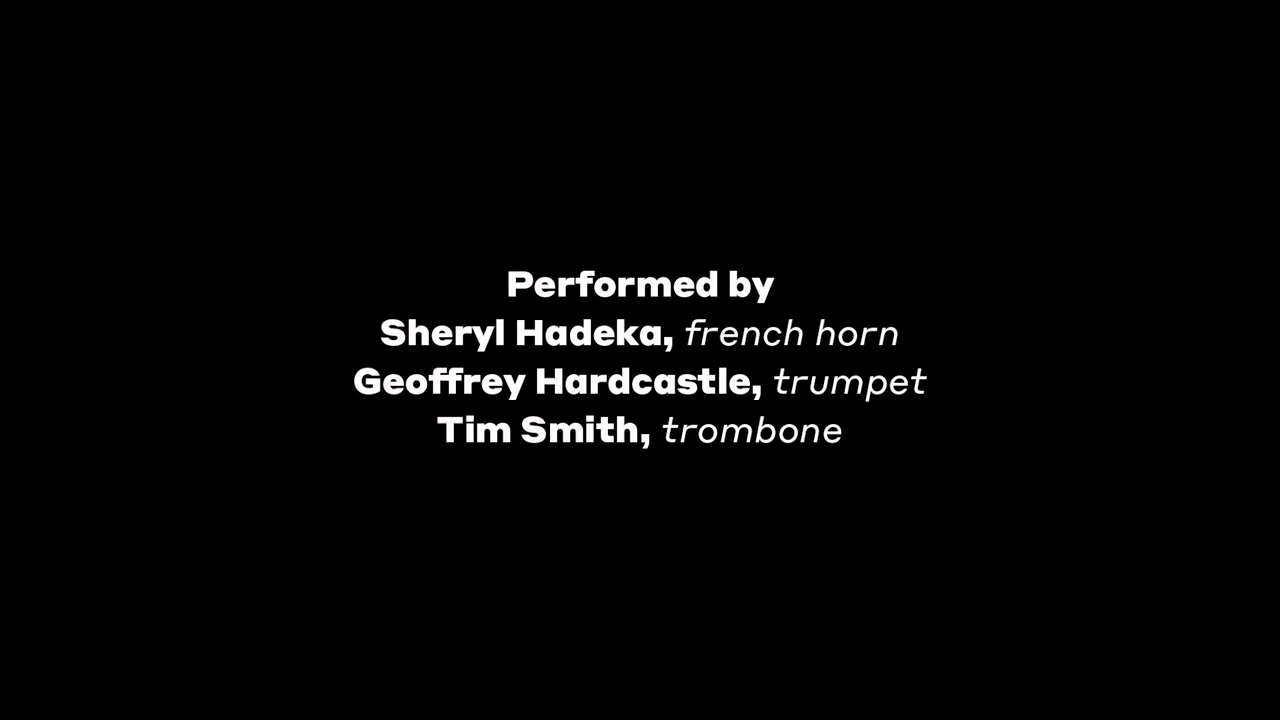 Performed by
Sheryl Hadeka, french horn
Geoffrey Hardcastle, trumpet
Tim Smith, trombone